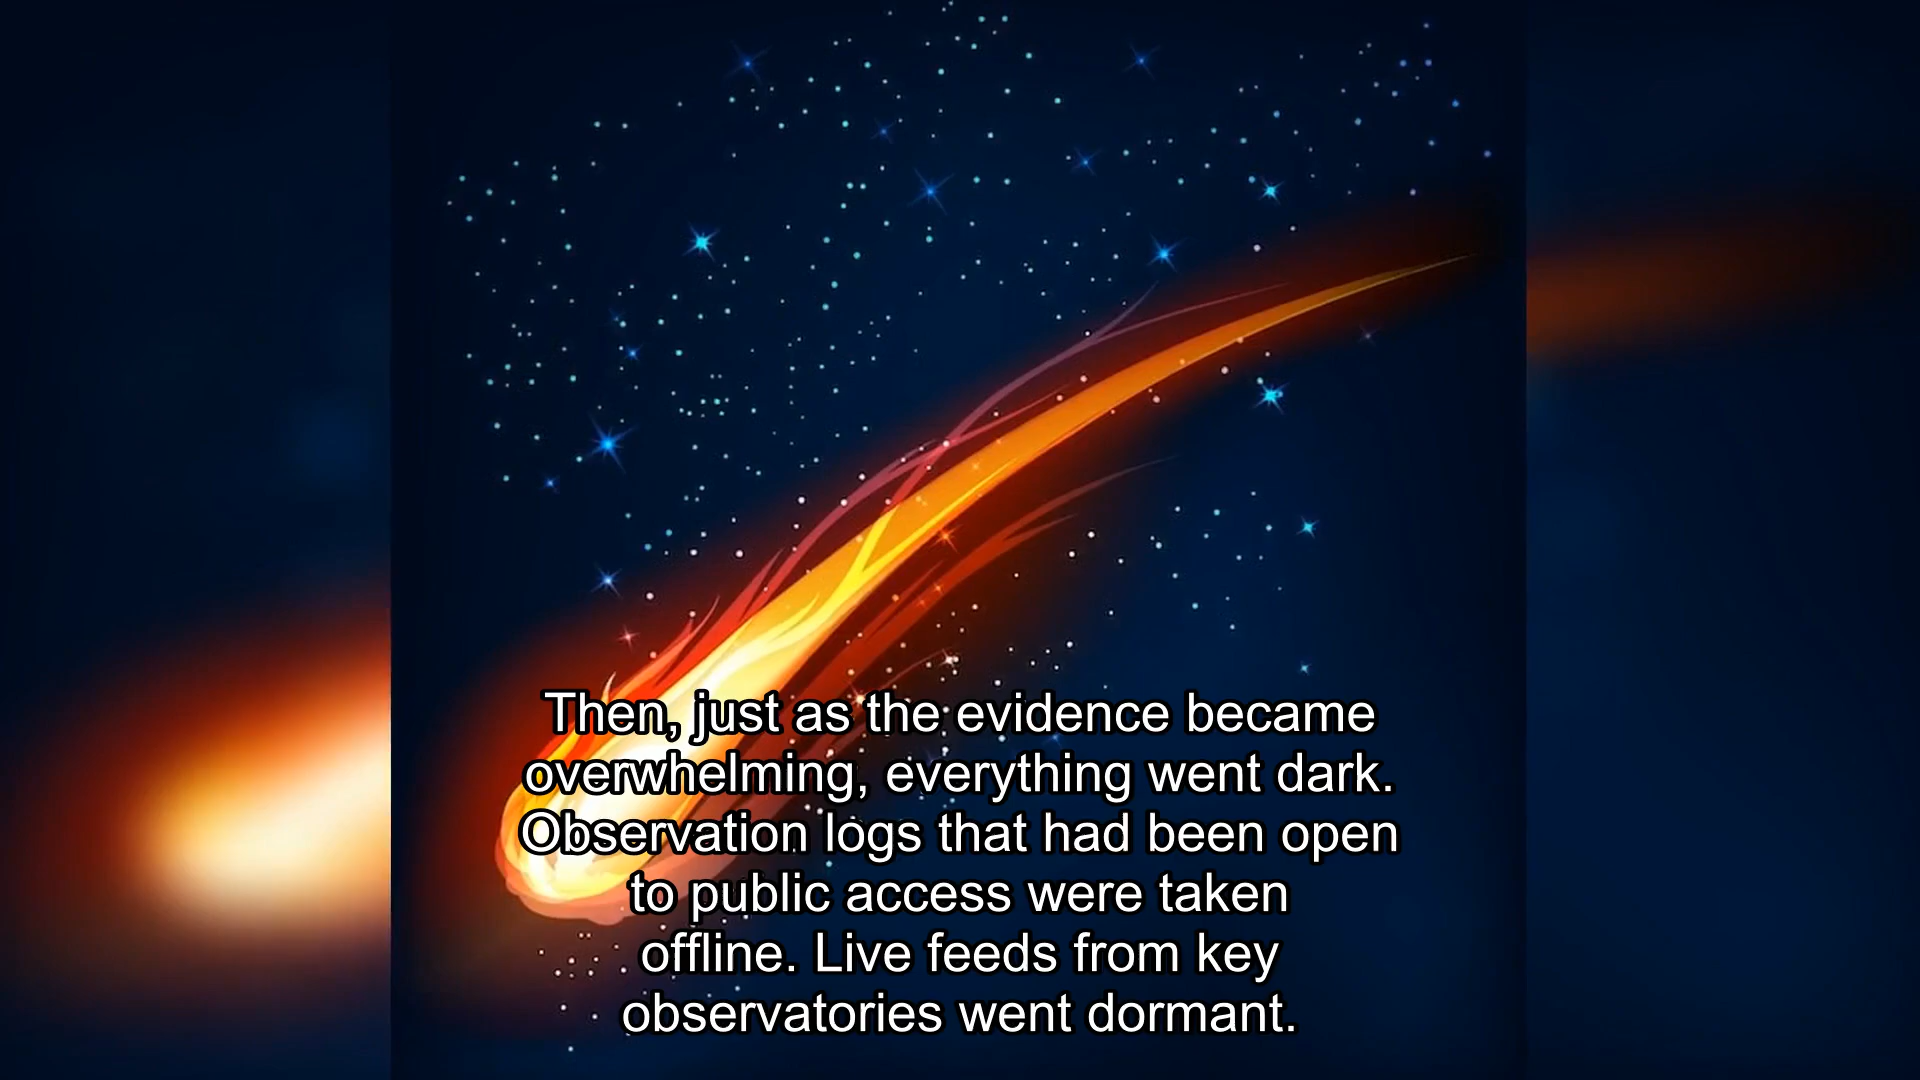 Then, just as the evidence became
overwhelming, everything went dark.
Observation logs that had been open
to public access were taken
offline. Live feeds from key
observatories went dormant.